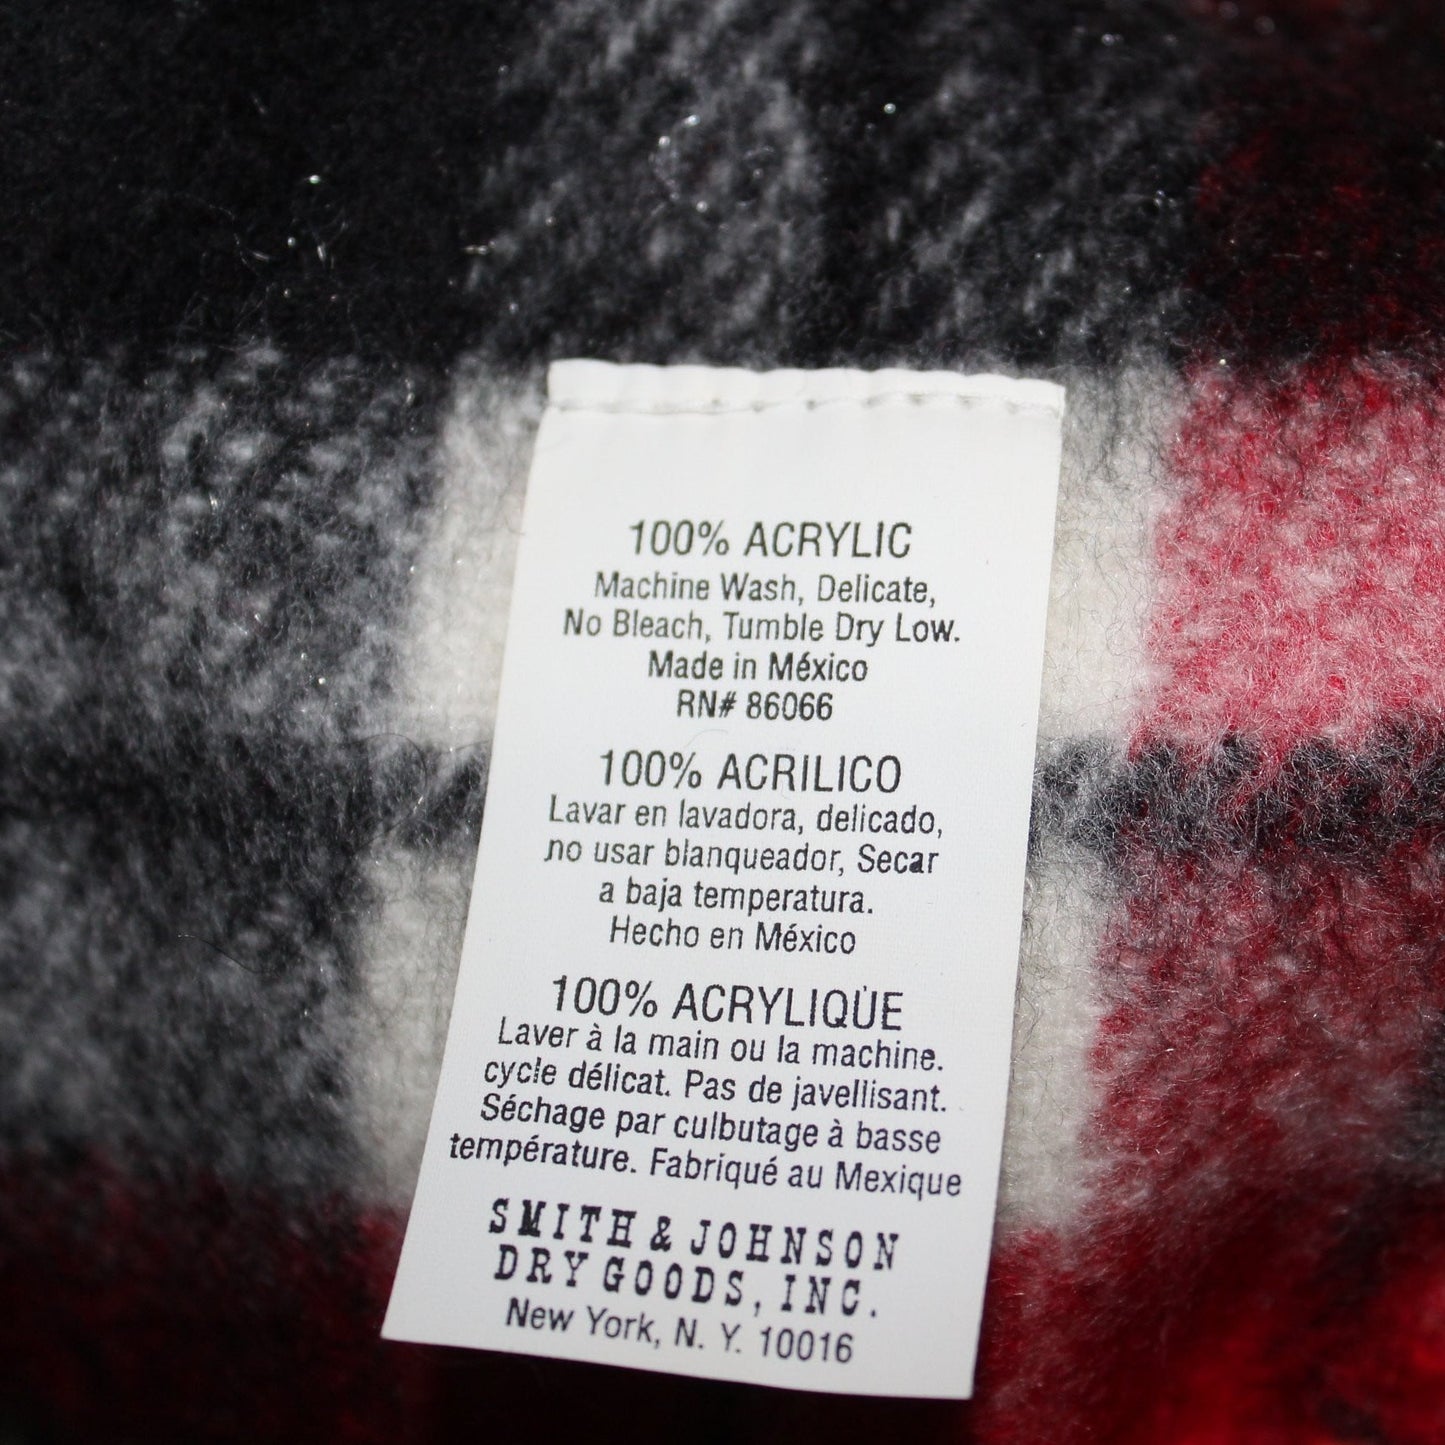 100% ACRYLIC
Machine Wash, Delicate,
No Bleach, Tumble Dry Low.
Made in México
RN# 86066
100% ACRILICO
Lavar en lavadora, delicado,
no usar blanqueador, Secar
a baja temperatura.
Hecho en México
100% ACRYLIQUE
Laver à la main ou la machine.
cycle délicat. Pas de javellisant.
Séchage par culbutage à basse
température. Fabriqué au Mexique
SMITH & JOHNSON
DRY GOODS, INC.
New York, N. Y. 10016